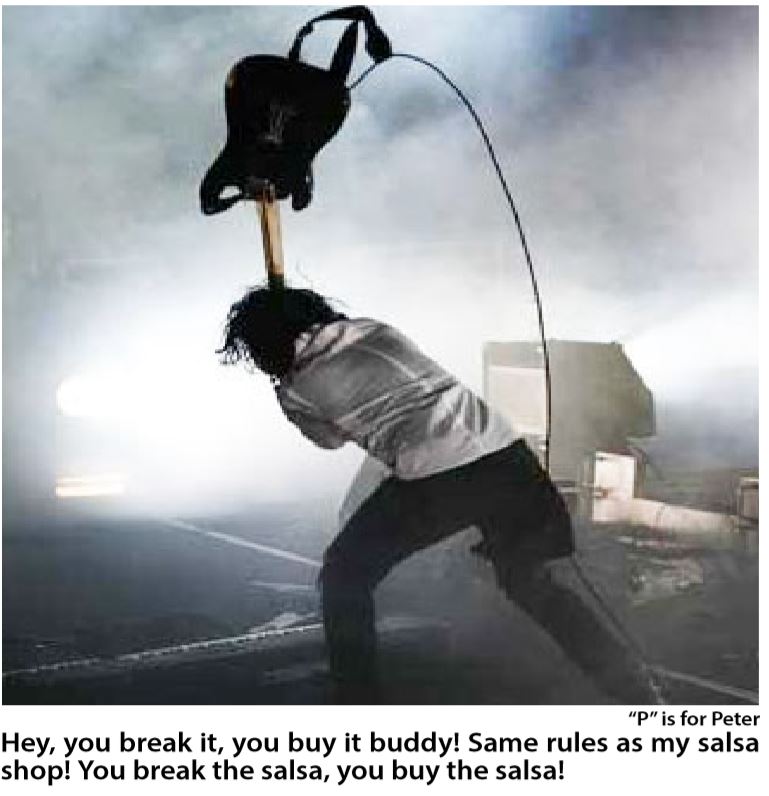 “P” is for Peter
Hey, you break it, you buy it buddy! Same rules as my salsa
shop! You break the salsa, you buy the salsa!